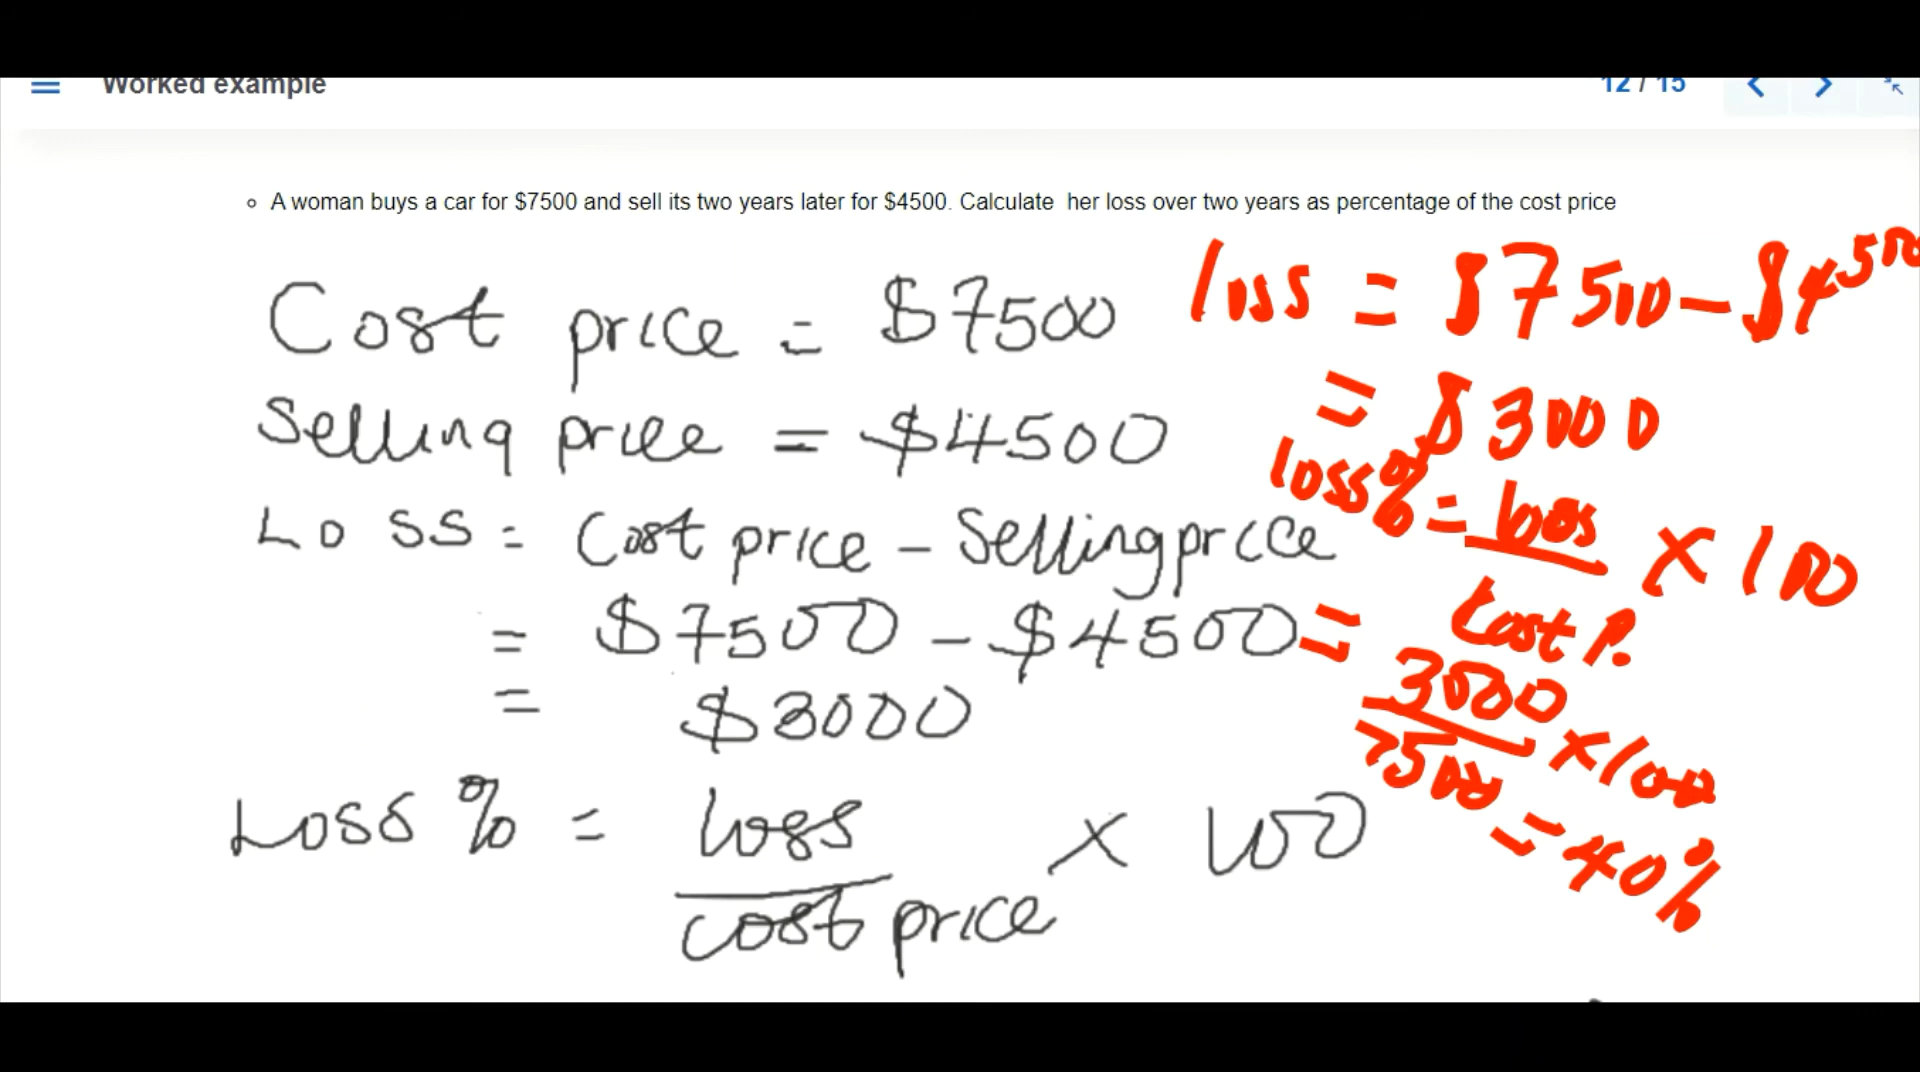 Worked example
12 / 15
A woman buys a car for $7500 and sell its two years later for $4500. Calculate her loss over two years as percentage of the cost price
Cost price = $7500
Selling price = $4500
Loss = Cost price - Selling price
= $7500 - $4500
= $3000
Loss % = loss × 100
cost price
loss = $7500 - $4500
= $3000
loss% = loss × 100
Cost P.
= 3000 × 100
7500
= 40%